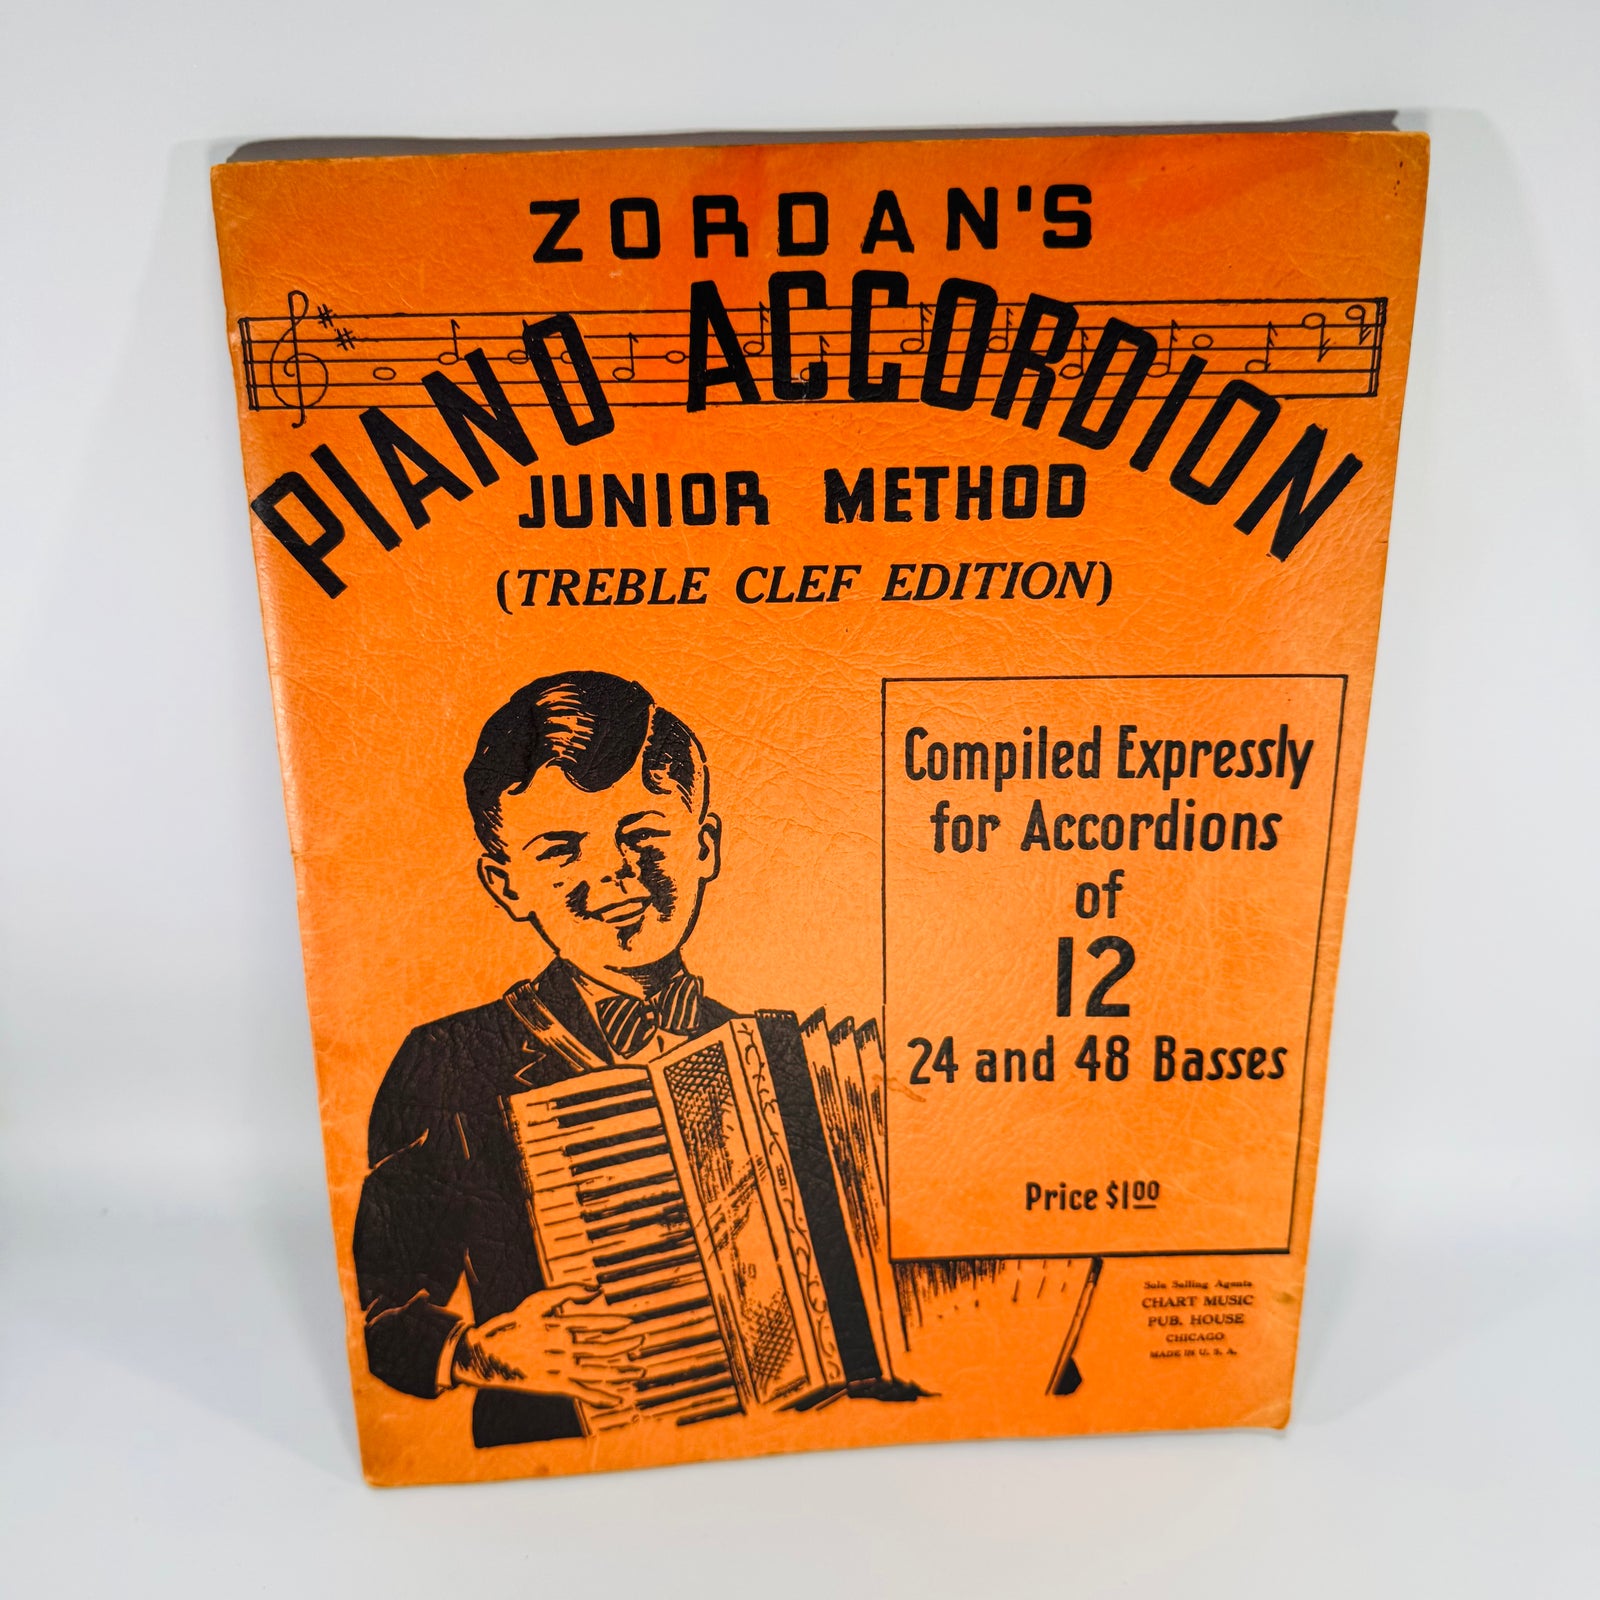 ZORDAN'S
PIANO ACCORDION
JUNIOR METHOD
(TREBLE CLEF EDITION)
Compiled Expressly
for Accordions
of
12
24 and 48 Basses
Price $1.00
Sole Selling Agents
CHART MUSIC
PUB. HOUSE
CHICAGO
MADE IN U. S. A.